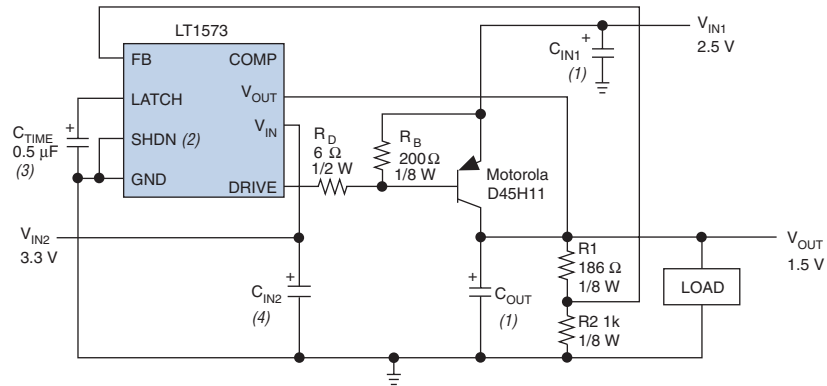 LT1573
FB
COMP
LATCH
V_OUT
V_IN
SHDN (2)
GND
DRIVE
C_TIME
0.5 µF
(3)
R_D
6 Ω
1/2 W
R_B
200Ω
1/8 W
Motorola
D45H11
C_IN1
(1)
V_IN1
2.5 V
V_IN2
3.3 V
C_IN2
(4)
C_OUT
(1)
R1
186 Ω
1/8 W
R2 1k
1/8 W
LOAD
V_OUT
1.5 V